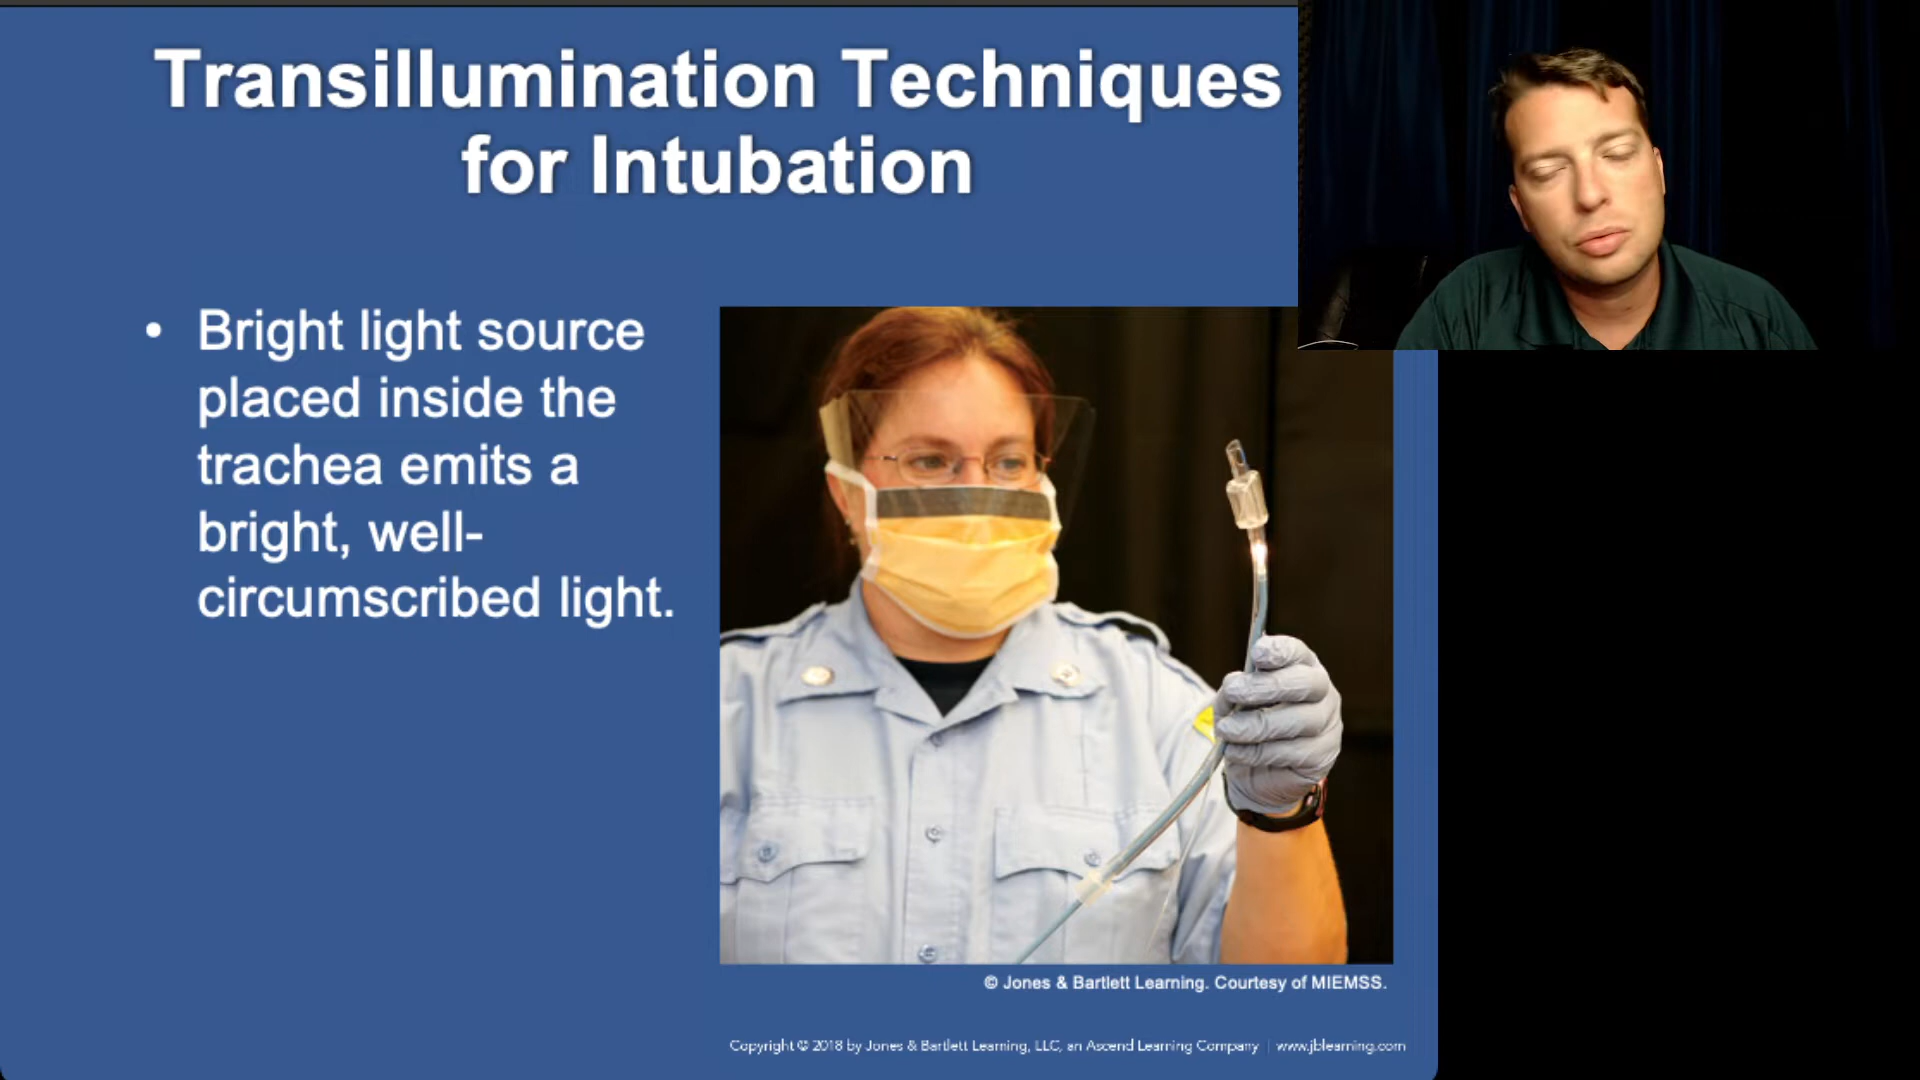 Transillumination Techniques
for Intubation
• Bright light source
placed inside the
trachea emits a
bright, well-
circumscribed light.
© Jones & Bartlett Learning. Courtesy of MIEMSS.
Copyright © 2018 by Jones & Bartlett Learning, LLC, an Ascend Learning Company | www.jblearning.com